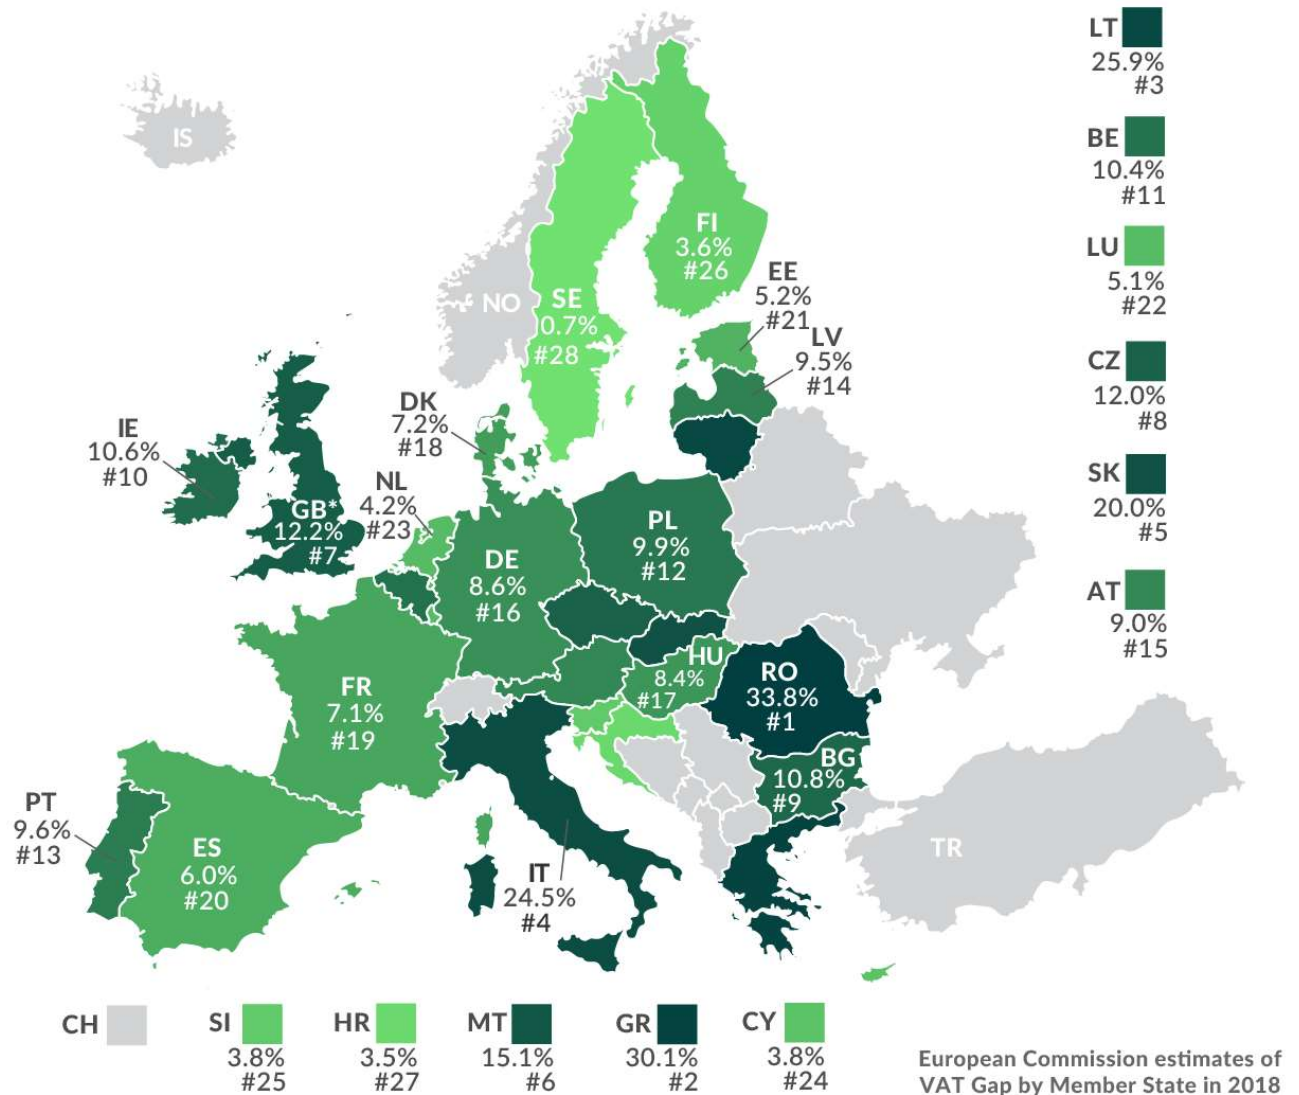 LT
25.9%
#3
BE
10.4%
#11
LU
5.1%
#22
CZ
12.0%
#8
SK
20.0%
#5
AT
9.0%
#15
IS
NO
SE
0.7%
#28
FI
3.6%
#26
EE
5.2%
#21
LV
9.5%
#14
DK
7.2%
#18
IE
10.6%
#10
GB*
12.2%
#7
NL
4.2%
#23
DE
8.6%
#16
PL
9.9%
#12
HU
8.4%
#17
RO
33.8%
#1
FR
7.1%
#19
BG
10.8%
#9
PT
9.6%
#13
ES
6.0%
#20
IT
24.5%
#4
TR
CH
SI
3.8%
#25
HR
3.5%
#27
MT
15.1%
#6
GR
30.1%
#2
CY
3.8%
#24
European Commission estimates of
VAT Gap by Member State in 2018